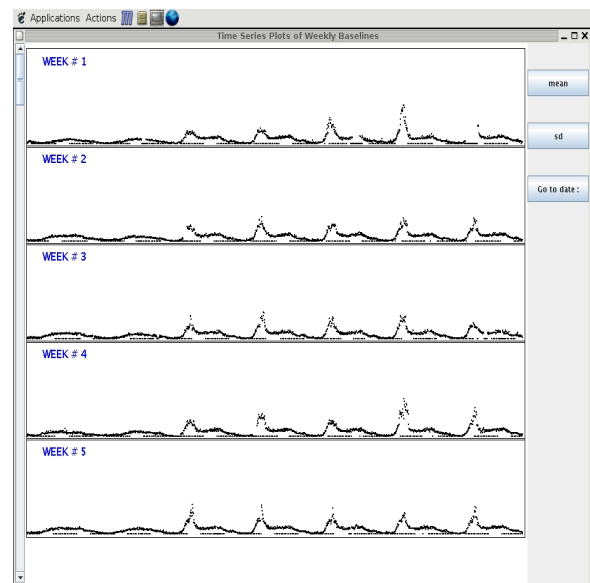 Applications Actions
Time Series Plots of Weekly Baselines
WEEK # 1
mean
sd
WEEK # 2
Go to date :
WEEK # 3
WEEK # 4
WEEK # 5